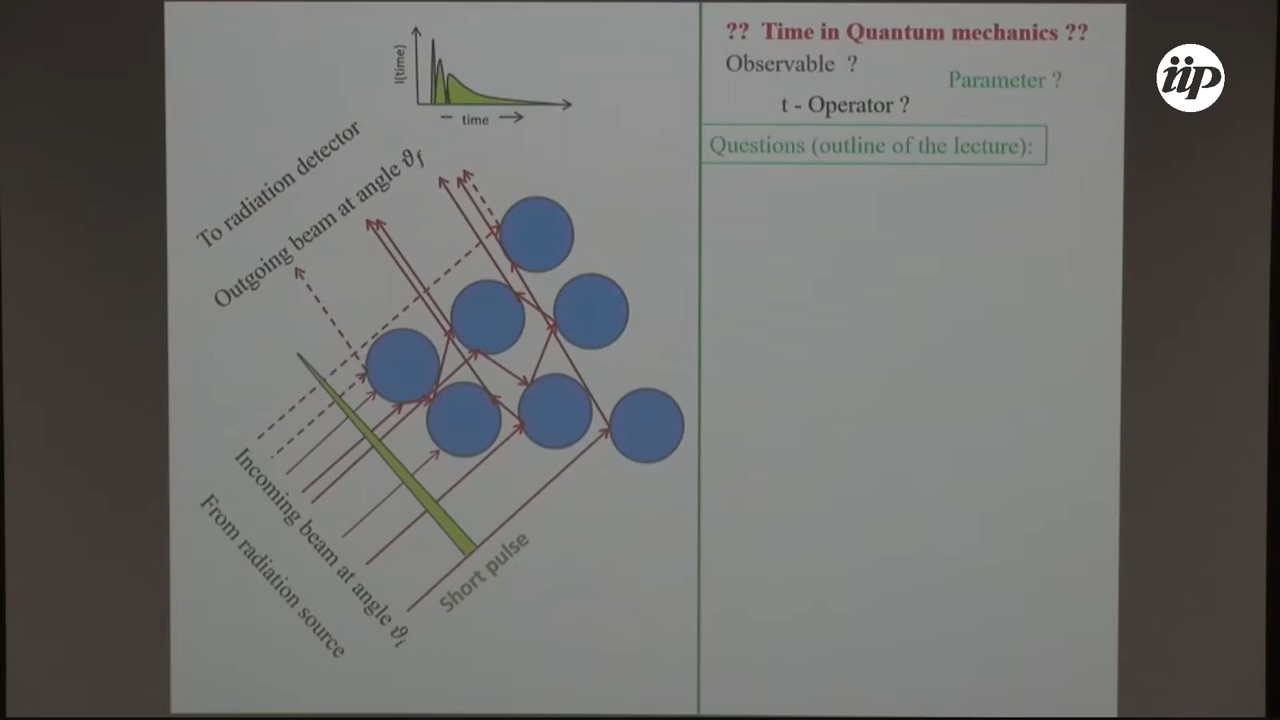 I(time)
time
To radiation detector
Outgoing beam at angle ϑf
Incoming beam at angle ϑi
From radiation source
Short pulse
?? Time in Quantum mechanics ??
Observable ?
Parameter ?
t - Operator ?
Questions (outline of the lecture):
iip